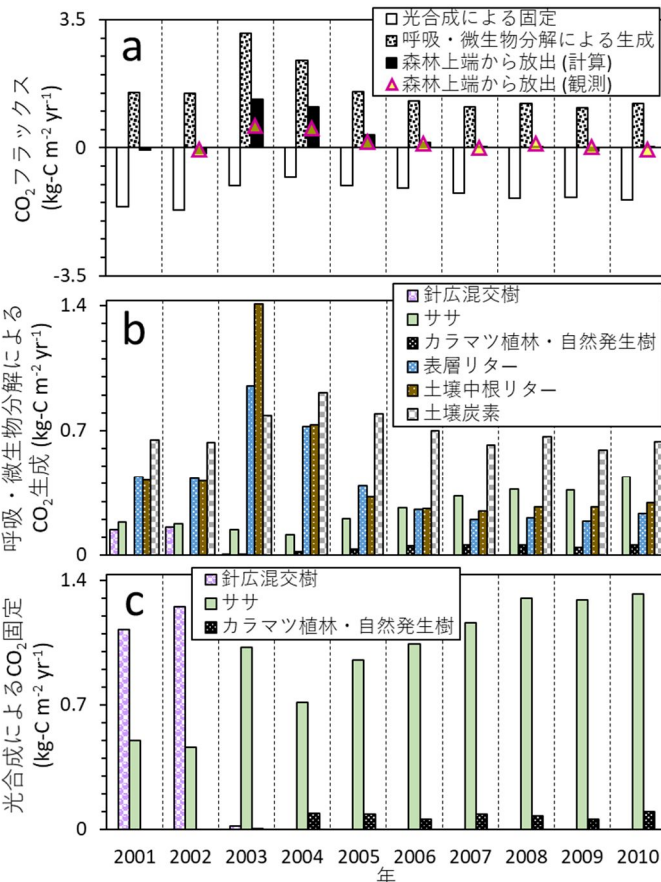 a
3.5
0
-3.5
CO₂フラックス
(kg-C m⁻² yr⁻¹)
光合成による固定
呼吸・微生物分解による生成
森林上端から放出 (計算)
森林上端から放出 (観測)
b
1.4
0.7
0
呼吸・微生物分解による
CO₂生成 (kg-C m⁻² yr⁻¹)
針広混交樹
ササ
カラマツ植林・自然発生樹
表層リター
土壌中根リター
土壌炭素
c
1.4
0.7
0
光合成によるCO₂固定
(kg-C m⁻² yr⁻¹)
針広混交樹
ササ
カラマツ植林・自然発生樹
2001 2002 2003 2004 2005 2006 2007 2008 2009 2010
年